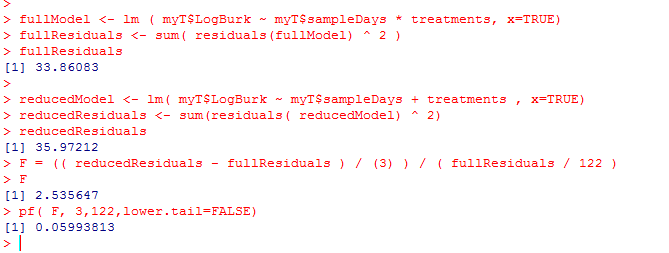 >
> fullModel <- lm ( myT$LogBurk ~ myT$sampleDays * treatments, x=TRUE)
> fullResiduals <- sum( residuals(fullModel) ^ 2 )
> fullResiduals
[1] 33.86083
>
> reducedModel <- lm( myT$LogBurk ~ myT$sampleDays + treatments , x=TRUE)
> reducedResiduals <- sum(residuals( reducedModel) ^ 2)
> reducedResiduals
[1] 35.97212
> F = (( reducedResiduals - fullResiduals ) / (3) ) / ( fullResiduals / 122 )
> F
[1] 2.535647
> pf( F, 3,122,lower.tail=FALSE)
[1] 0.05993813
> |